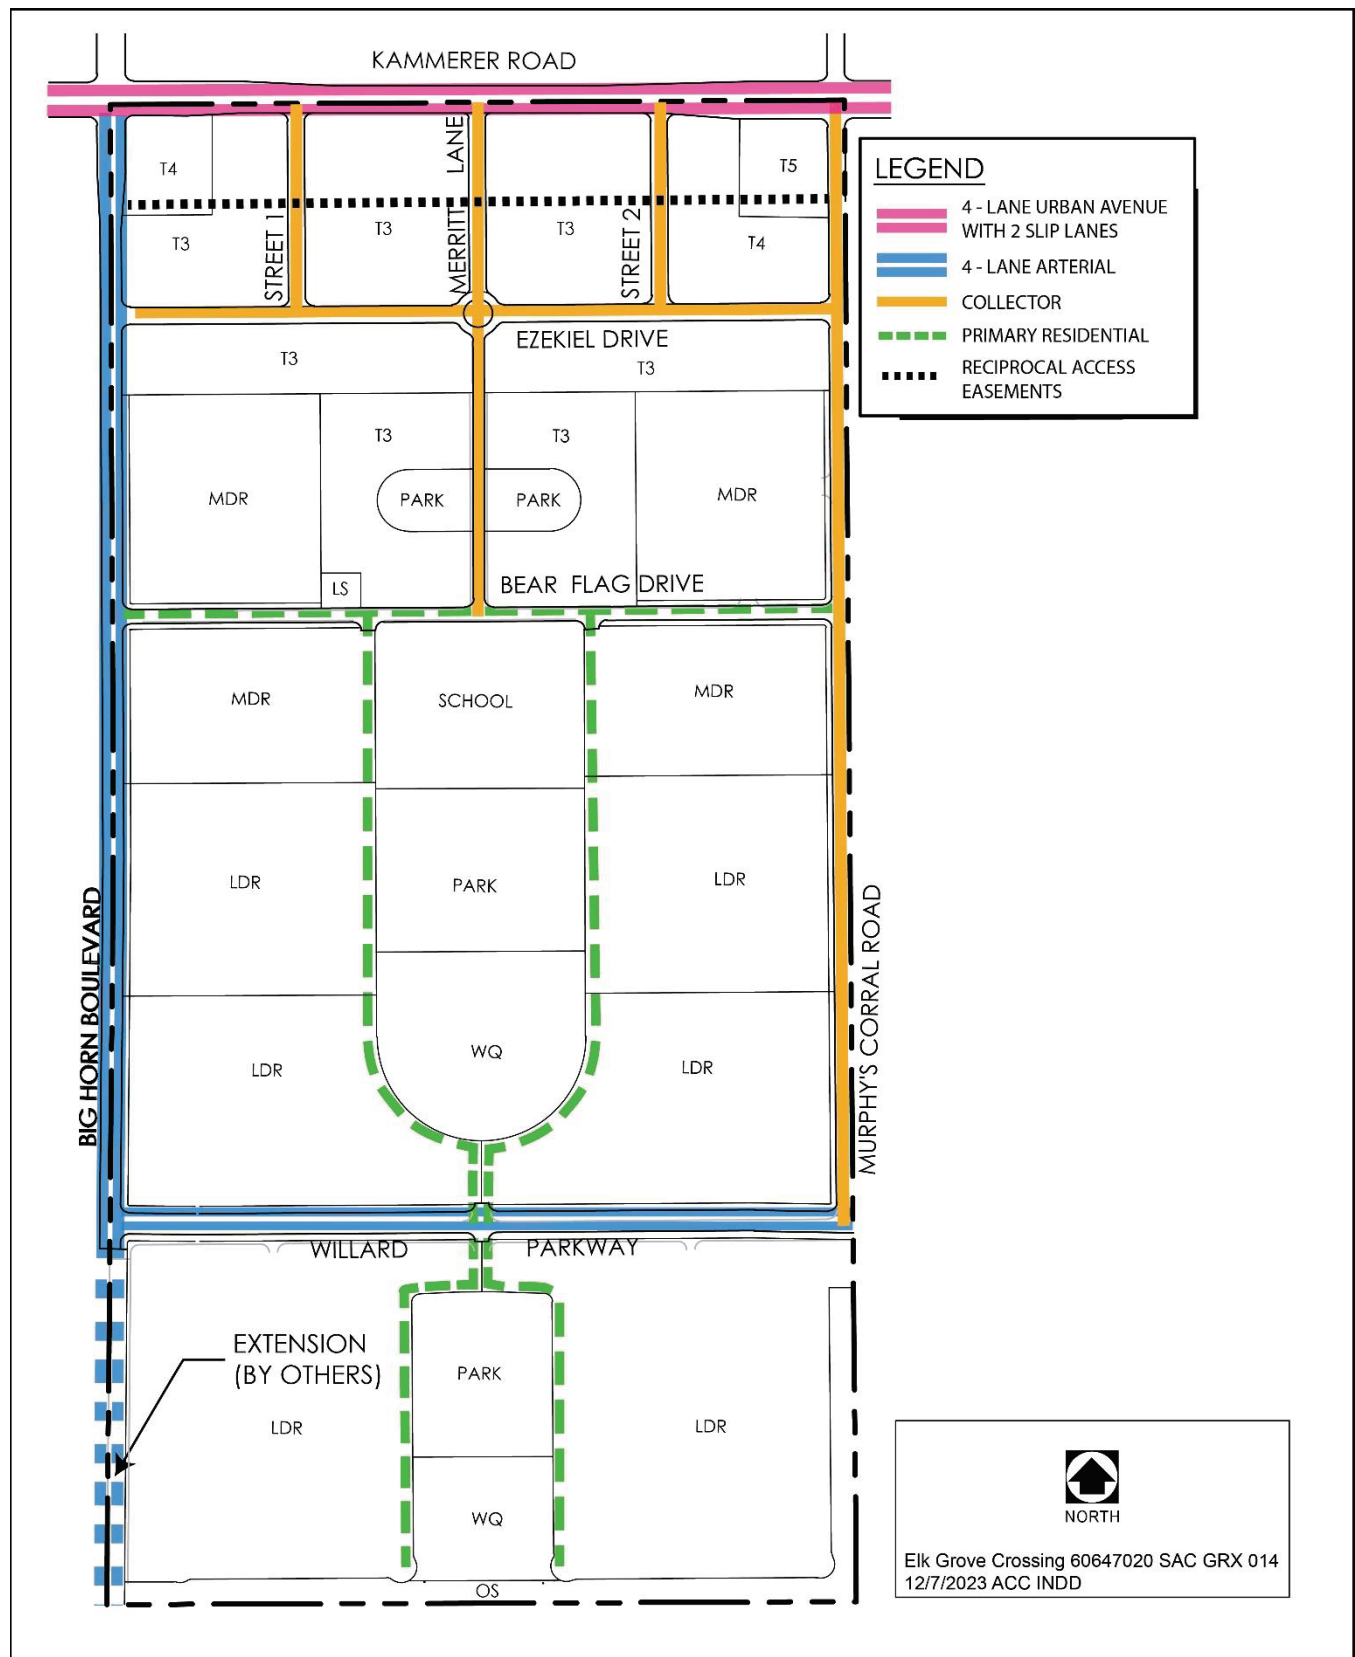 KAMMERER ROAD
T4
STREET 1
T3
T3
MERRITT LANE
T3
STREET 2
T5
T4
LEGEND
4 - LANE URBAN AVENUE
WITH 2 SLIP LANES
4 - LANE ARTERIAL
COLLECTOR
PRIMARY RESIDENTIAL
RECIPROCAL ACCESS
EASEMENTS
EZEKIEL DRIVE
T3
T3
T3
T3
MDR
PARK
PARK
MDR
LS
BEAR FLAG DRIVE
MDR
SCHOOL
MDR
LDR
PARK
LDR
BIG HORN BOULEVARD
MURPHY'S CORRAL ROAD
LDR
WQ
LDR
WILLARD PARKWAY
EXTENSION
(BY OTHERS)
LDR
PARK
LDR
WQ
OS
NORTH
Elk Grove Crossing 60647020 SAC GRX 014
12/7/2023 ACC INDD